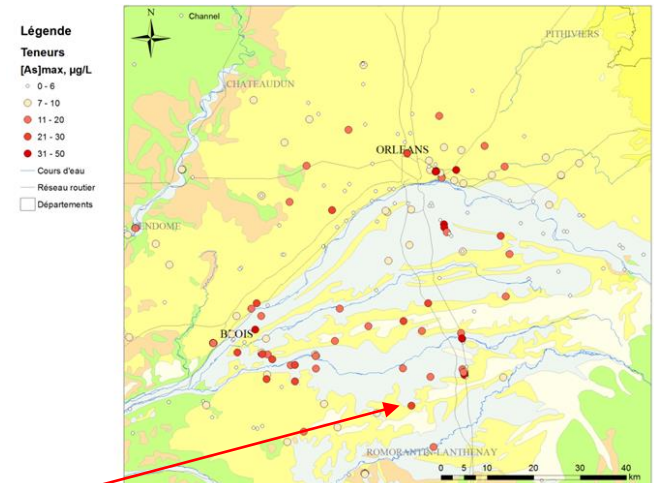 Légende
Teneurs
[As]max, µg/L
0 - 6
7 - 10
11 - 20
21 - 30
31 - 50
Cours d'eau
Réseau routier
Départements
N
Channel
PITHIVIERS
CHATEAUDUN
ORLEANS
ENDOME
BLOIS
ROMORANTIN-LANTHENAY
0 5 10 20 30 40
km